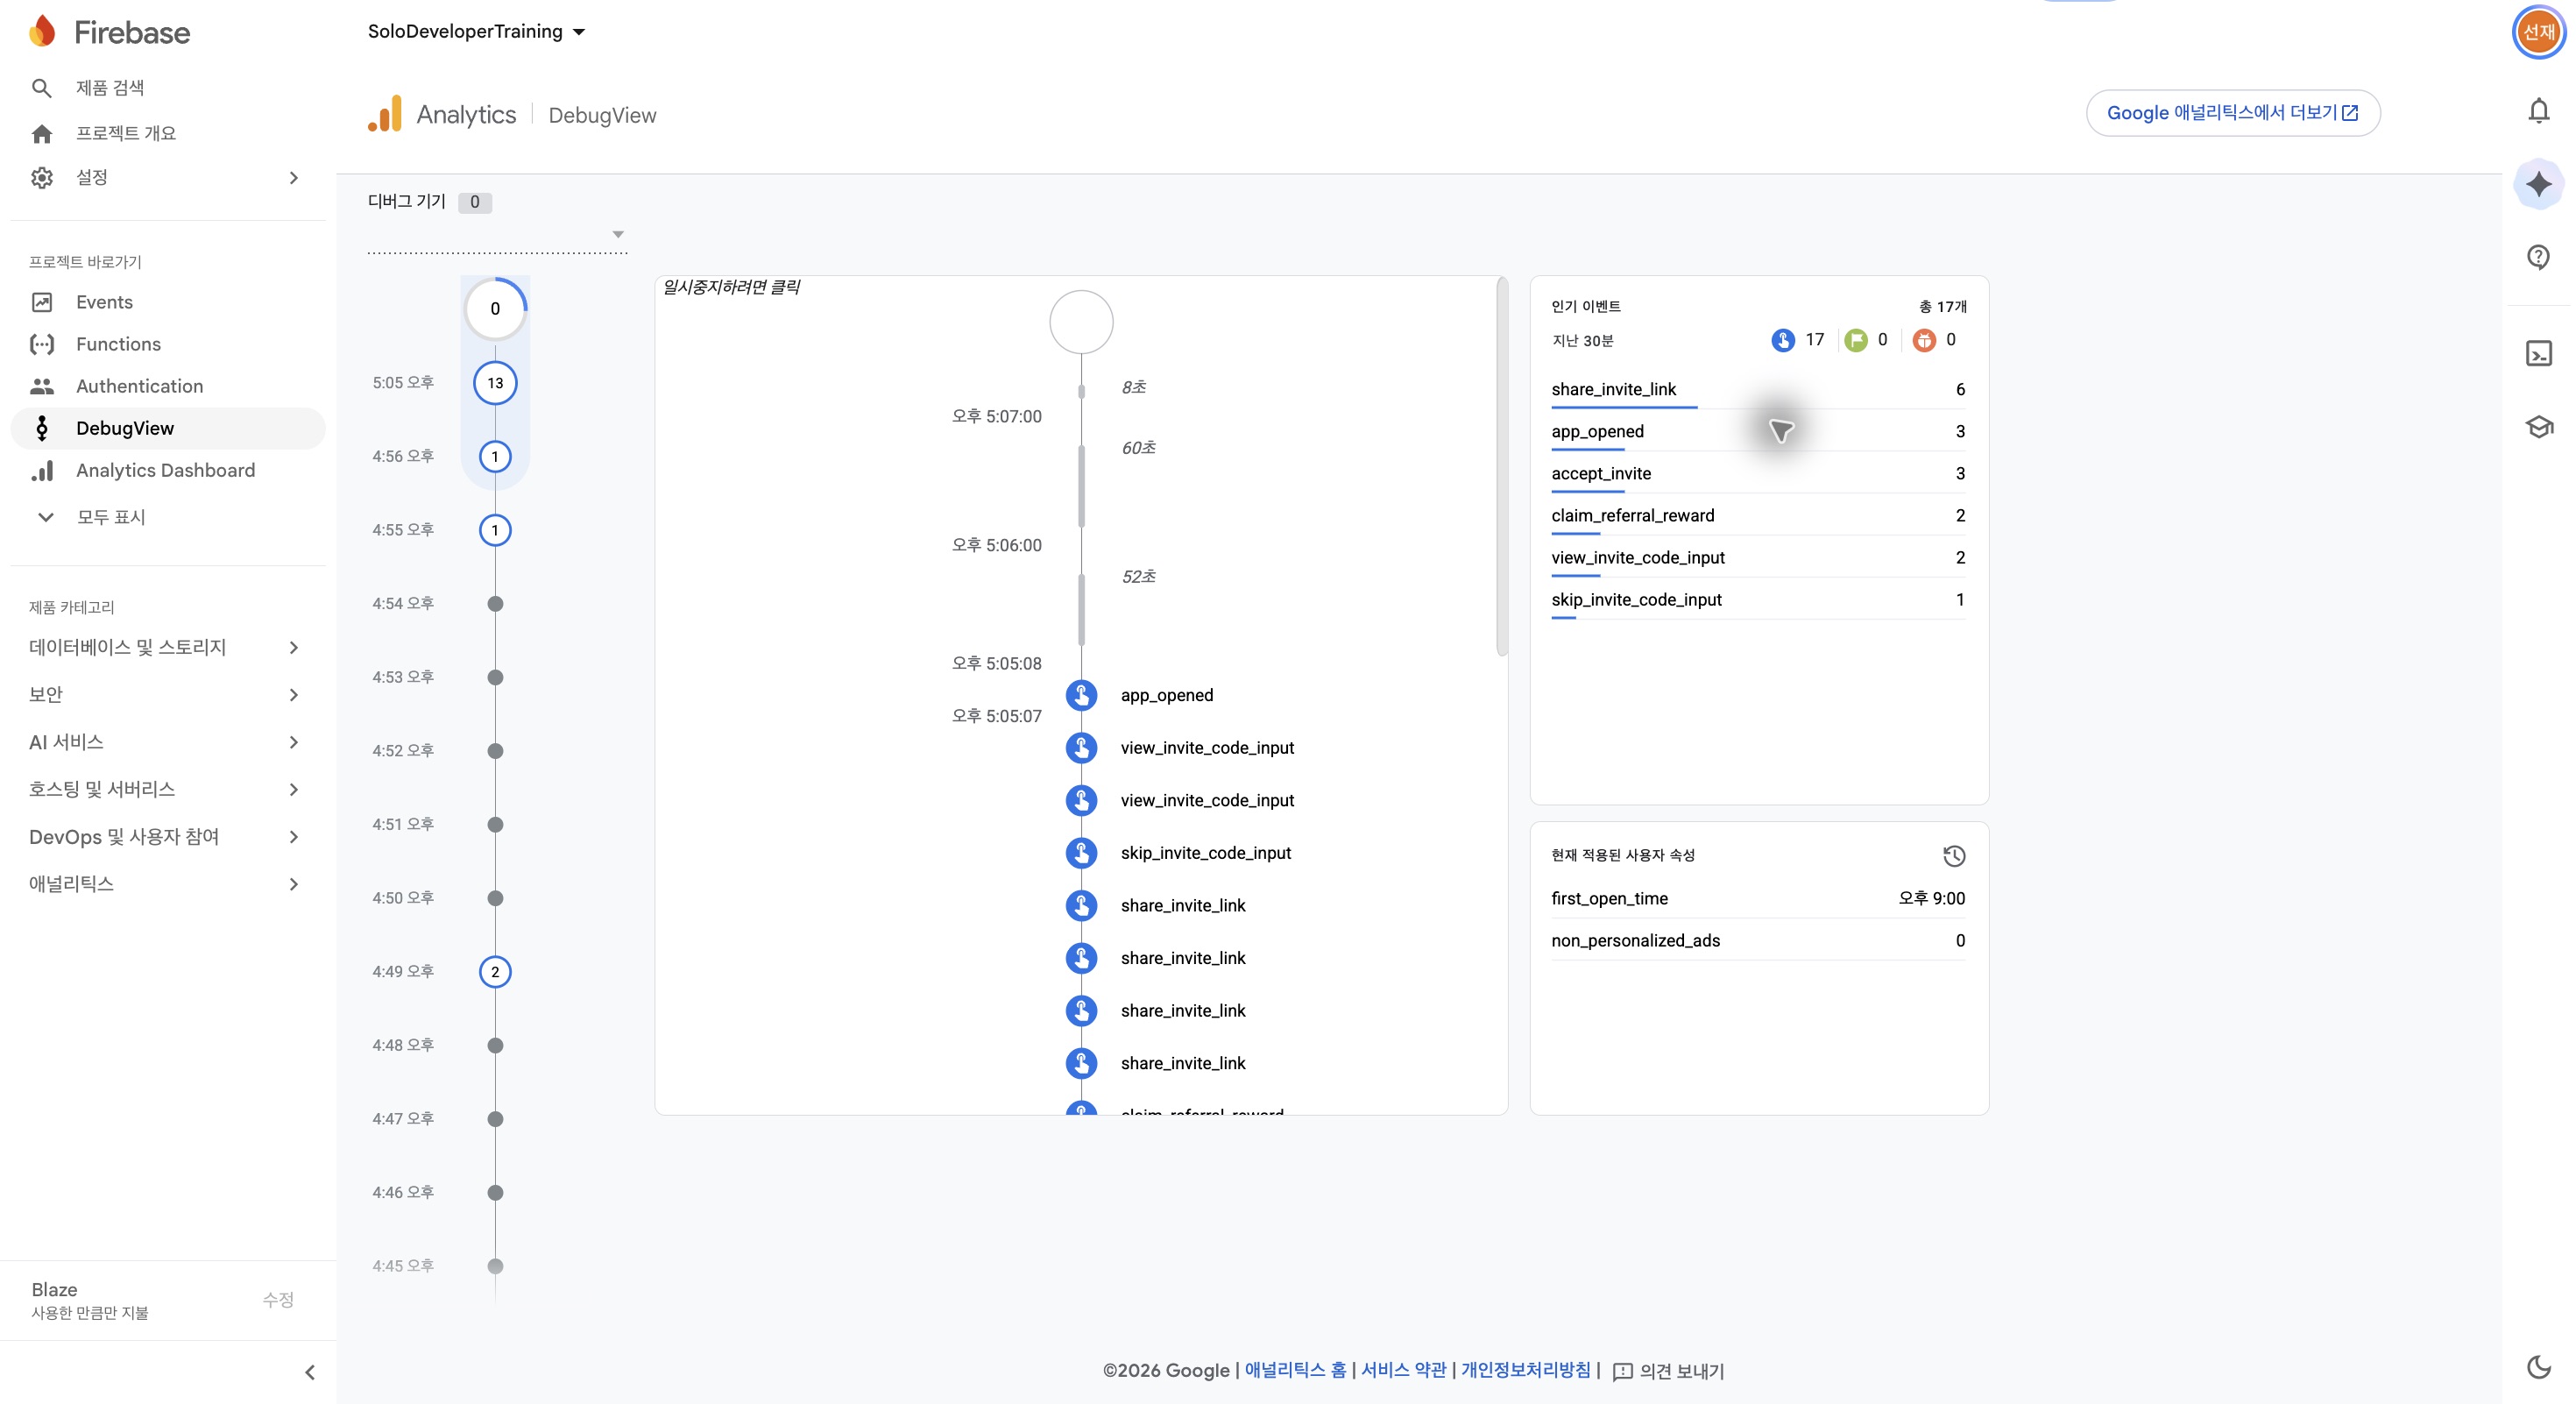 Firebase
제품 검색
프로젝트 개요
설정
프로젝트 바로가기
Events
Functions
Authentication
DebugView
Analytics Dashboard
모두 표시
제품 카테고리
데이터베이스 및 스토리지
보안
AI 서비스
호스팅 및 서버리스
DevOps 및 사용자 참여
애널리틱스
Blaze
사용한 만큼만 지불
수정
SoloDeveloperTraining
Analytics
DebugView
Google 애널리틱스에서 더보기
선재
디버그 기기 0
0
5:05 오후 13
4:56 오후 1
4:55 오후 1
4:54 오후
4:53 오후
4:52 오후
4:51 오후
4:50 오후
4:49 오후 2
4:48 오후
4:47 오후
4:46 오후
4:45 오후
일시중지하려면 클릭
8초
오후 5:07:00
60초
오후 5:06:00
52초
오후 5:05:08
app_opened
오후 5:05:07
view_invite_code_input
view_invite_code_input
skip_invite_code_input
share_invite_link
share_invite_link
share_invite_link
share_invite_link
claim_referral_reward
인기 이벤트 총 17개
지난 30분 17 0 0
share_invite_link 6
app_opened 3
accept_invite 3
claim_referral_reward 2
view_invite_code_input 2
skip_invite_code_input 1
현재 적용된 사용자 속성
first_open_time 오후 9:00
non_personalized_ads 0
©2026 Google | 애널리틱스 홈 | 서비스 약관 | 개인정보처리방침 | 의견 보내기